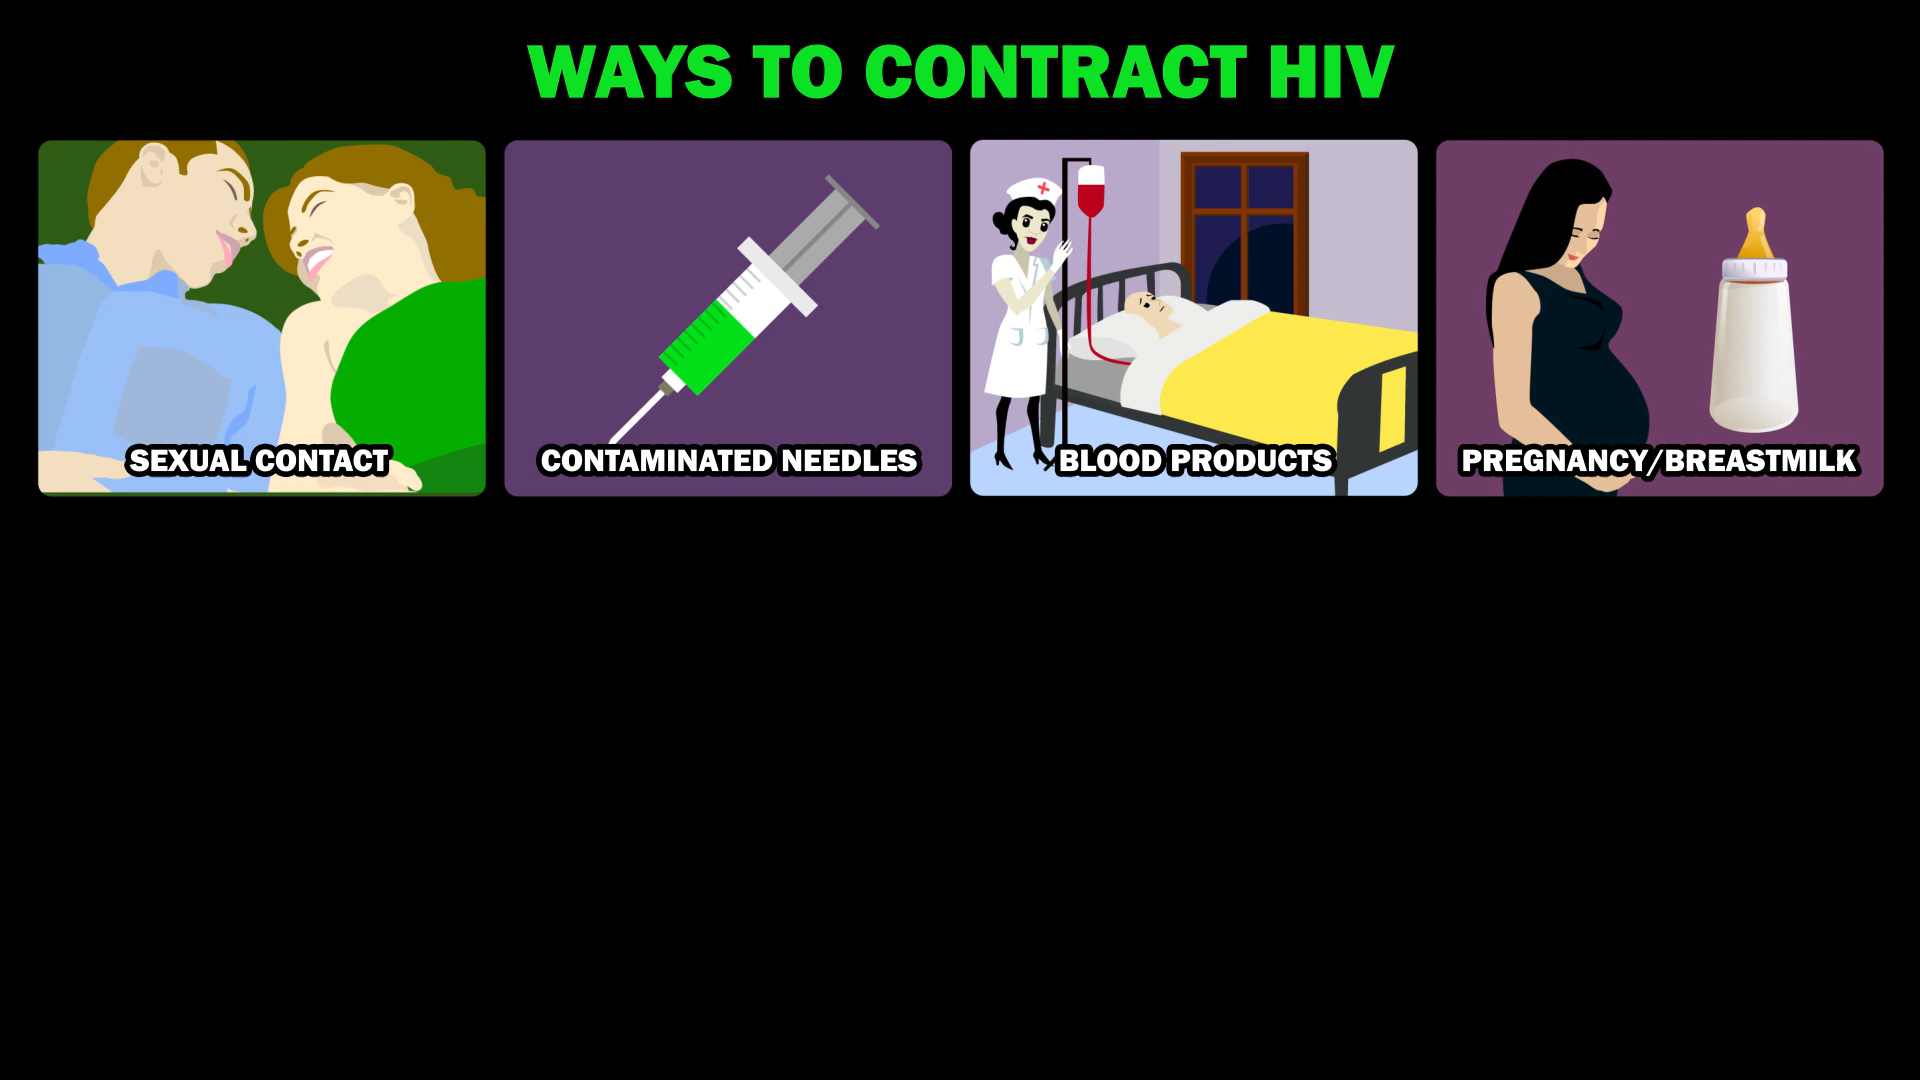 WAYS TO CONTRACT HIV
SEXUAL CONTACT
CONTAMINATED NEEDLES
BLOOD PRODUCTS
PREGNANCY/BREASTMILK